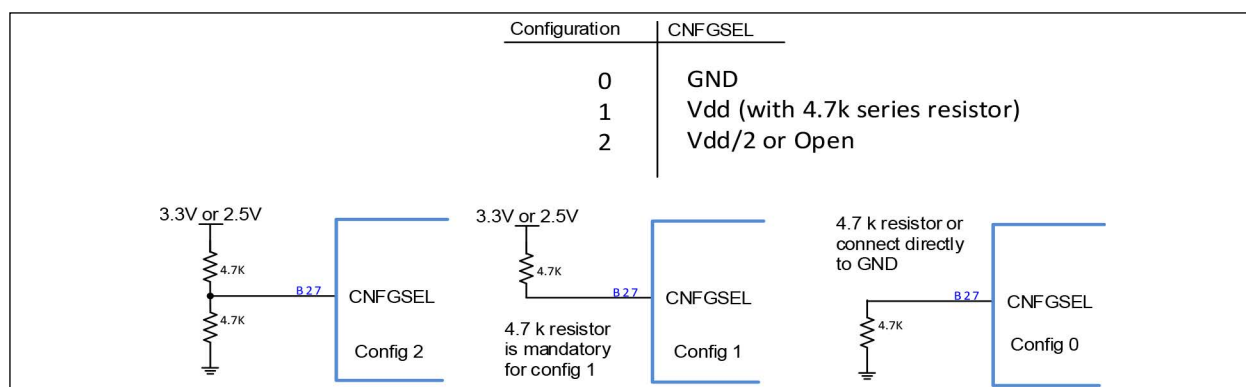 Configuration CNFGSEL
0 GND
1 Vdd (with 4.7k series resistor)
2 Vdd/2 or Open
3.3V or 2.5V
4.7K
B27
CNFGSEL
4.7K
Config 2
3.3V or 2.5V
4.7K
B27
CNFGSEL
4.7 k resistor
is mandatory
for config 1
Config 1
4.7 k resistor or
connect directly
to GND
B27
CNFGSEL
4.7K
Config 0